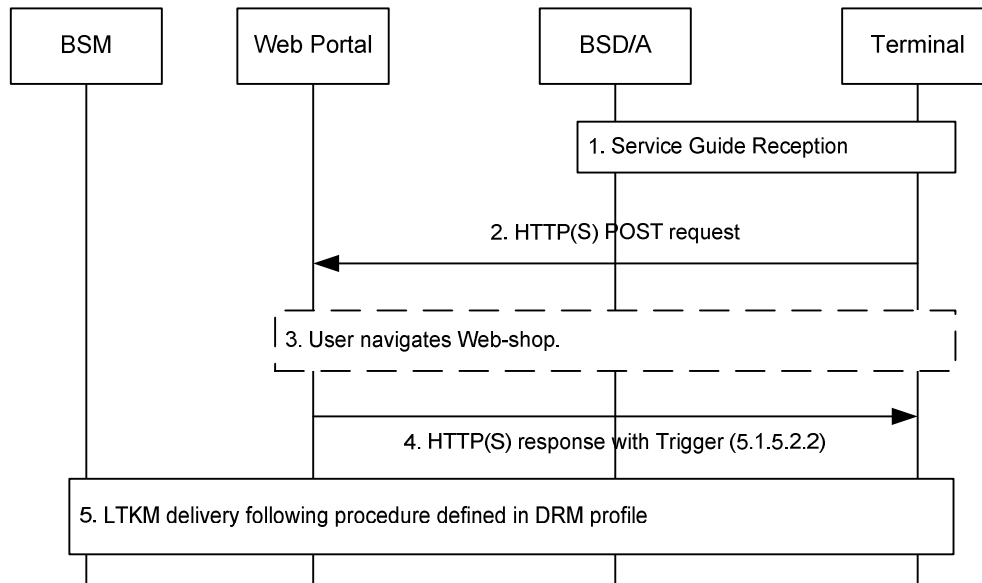 BSM
Web Portal
BSD/A
Terminal
1. Service Guide Reception
2. HTTP(S) POST request
3. User navigates Web-shop.
4. HTTP(S) response with Trigger (5.1.5.2.2)
5. LTKM delivery following procedure defined in DRM profile